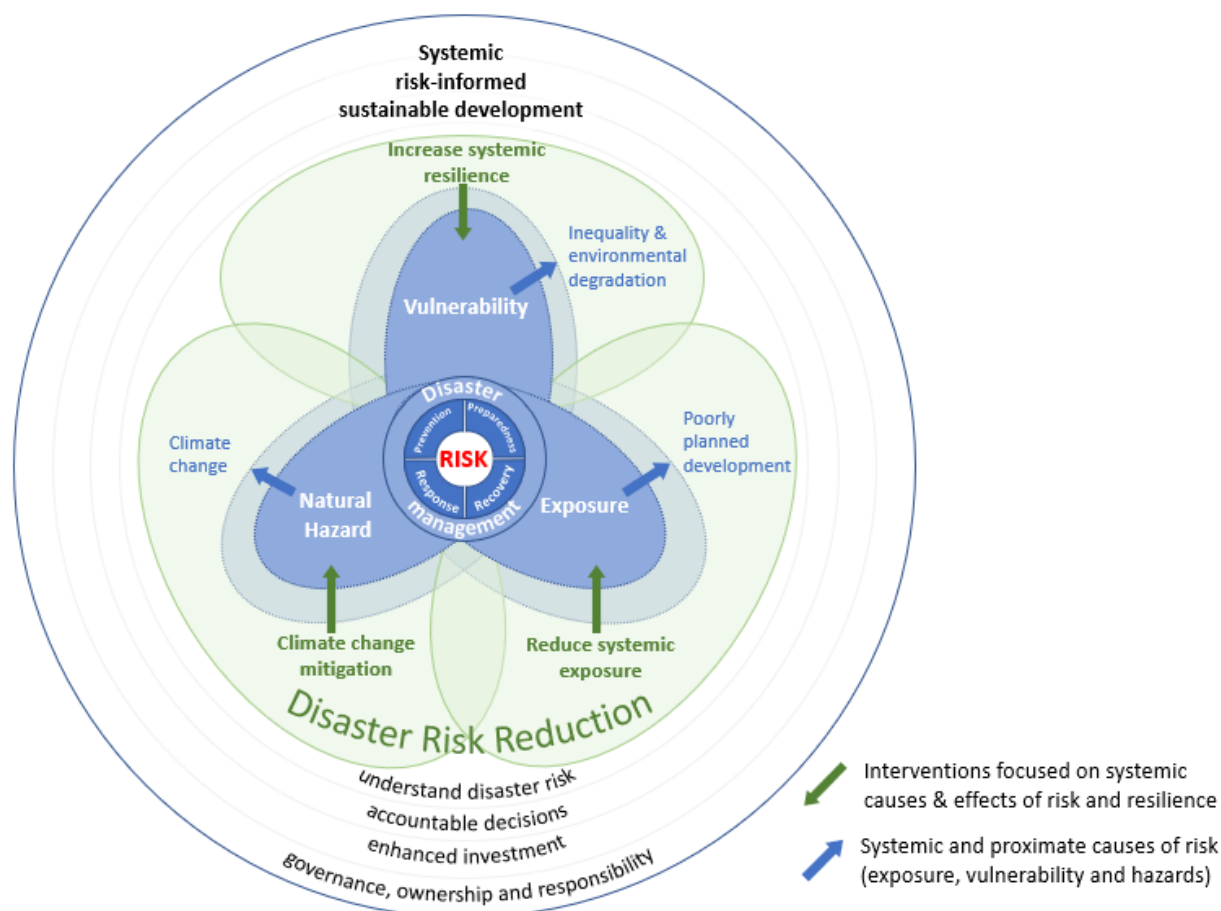 Systemic
risk-informed
sustainable development
Increase systemic
resilience
Inequality &
environmental
degradation
Vulnerability
Disaster
Prevention
Preparedness
Poorly
planned
development
Climate
change
RISK
Natural
Hazard
Response
Recovery
Exposure
management
Climate change
mitigation
Reduce systemic
exposure
Disaster Risk Reduction
understand disaster risk
accountable decisions
enhanced investment
governance, ownership and responsibility
Interventions focused on systemic
causes & effects of risk and resilience
Systemic and proximate causes of risk
(exposure, vulnerability and hazards)